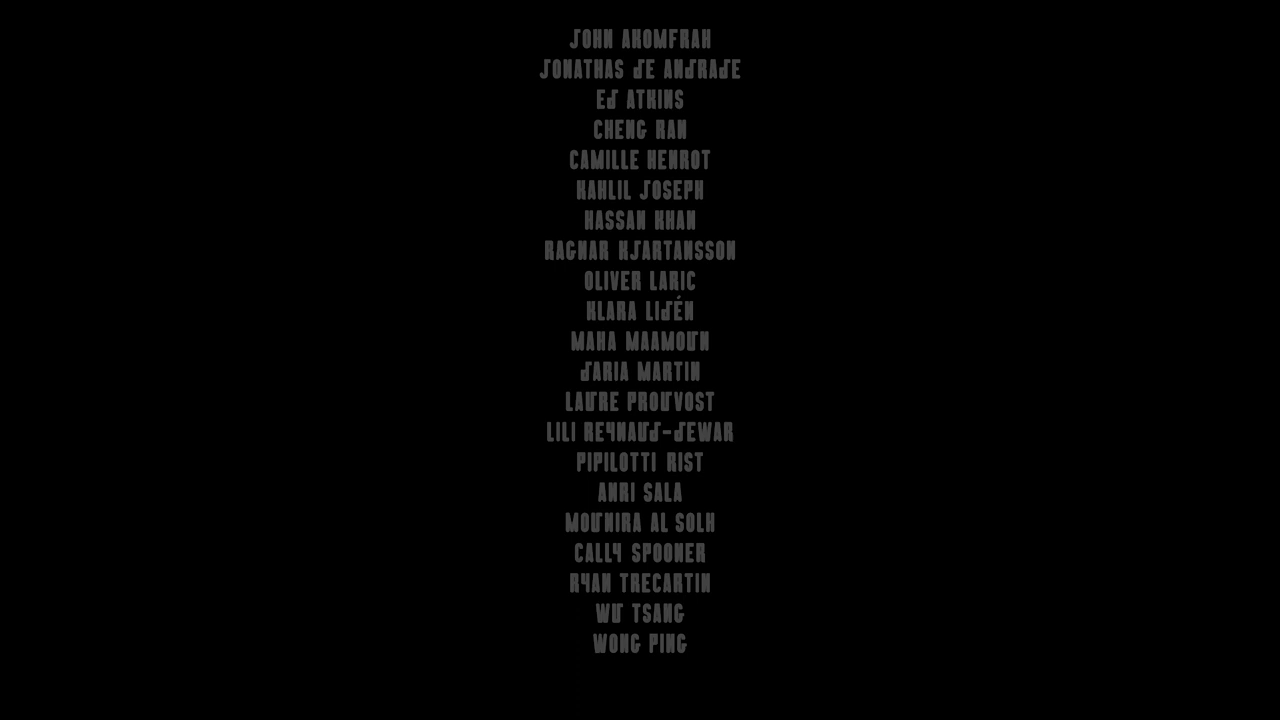 JOHN AKOMFRAH
JONATHAS DE ANDRADE
ED ATKINS
CHENG RAN
CAMILLE HENROT
KAHLIL JOSEPH
HASSAN KHAN
RAGNAR KJARTANSSON
OLIVER LARIC
KLARA LIDÉN
MAHA MAAMOUN
DARIA MARTIN
LAURE PROUVOST
LILI REYNAUD-DEWAR
PIPILOTTI RIST
ANRI SALA
MOUNIRA AL SOLH
CALLY SPOONER
RYAN TRECARTIN
WU TSANG
WONG PING